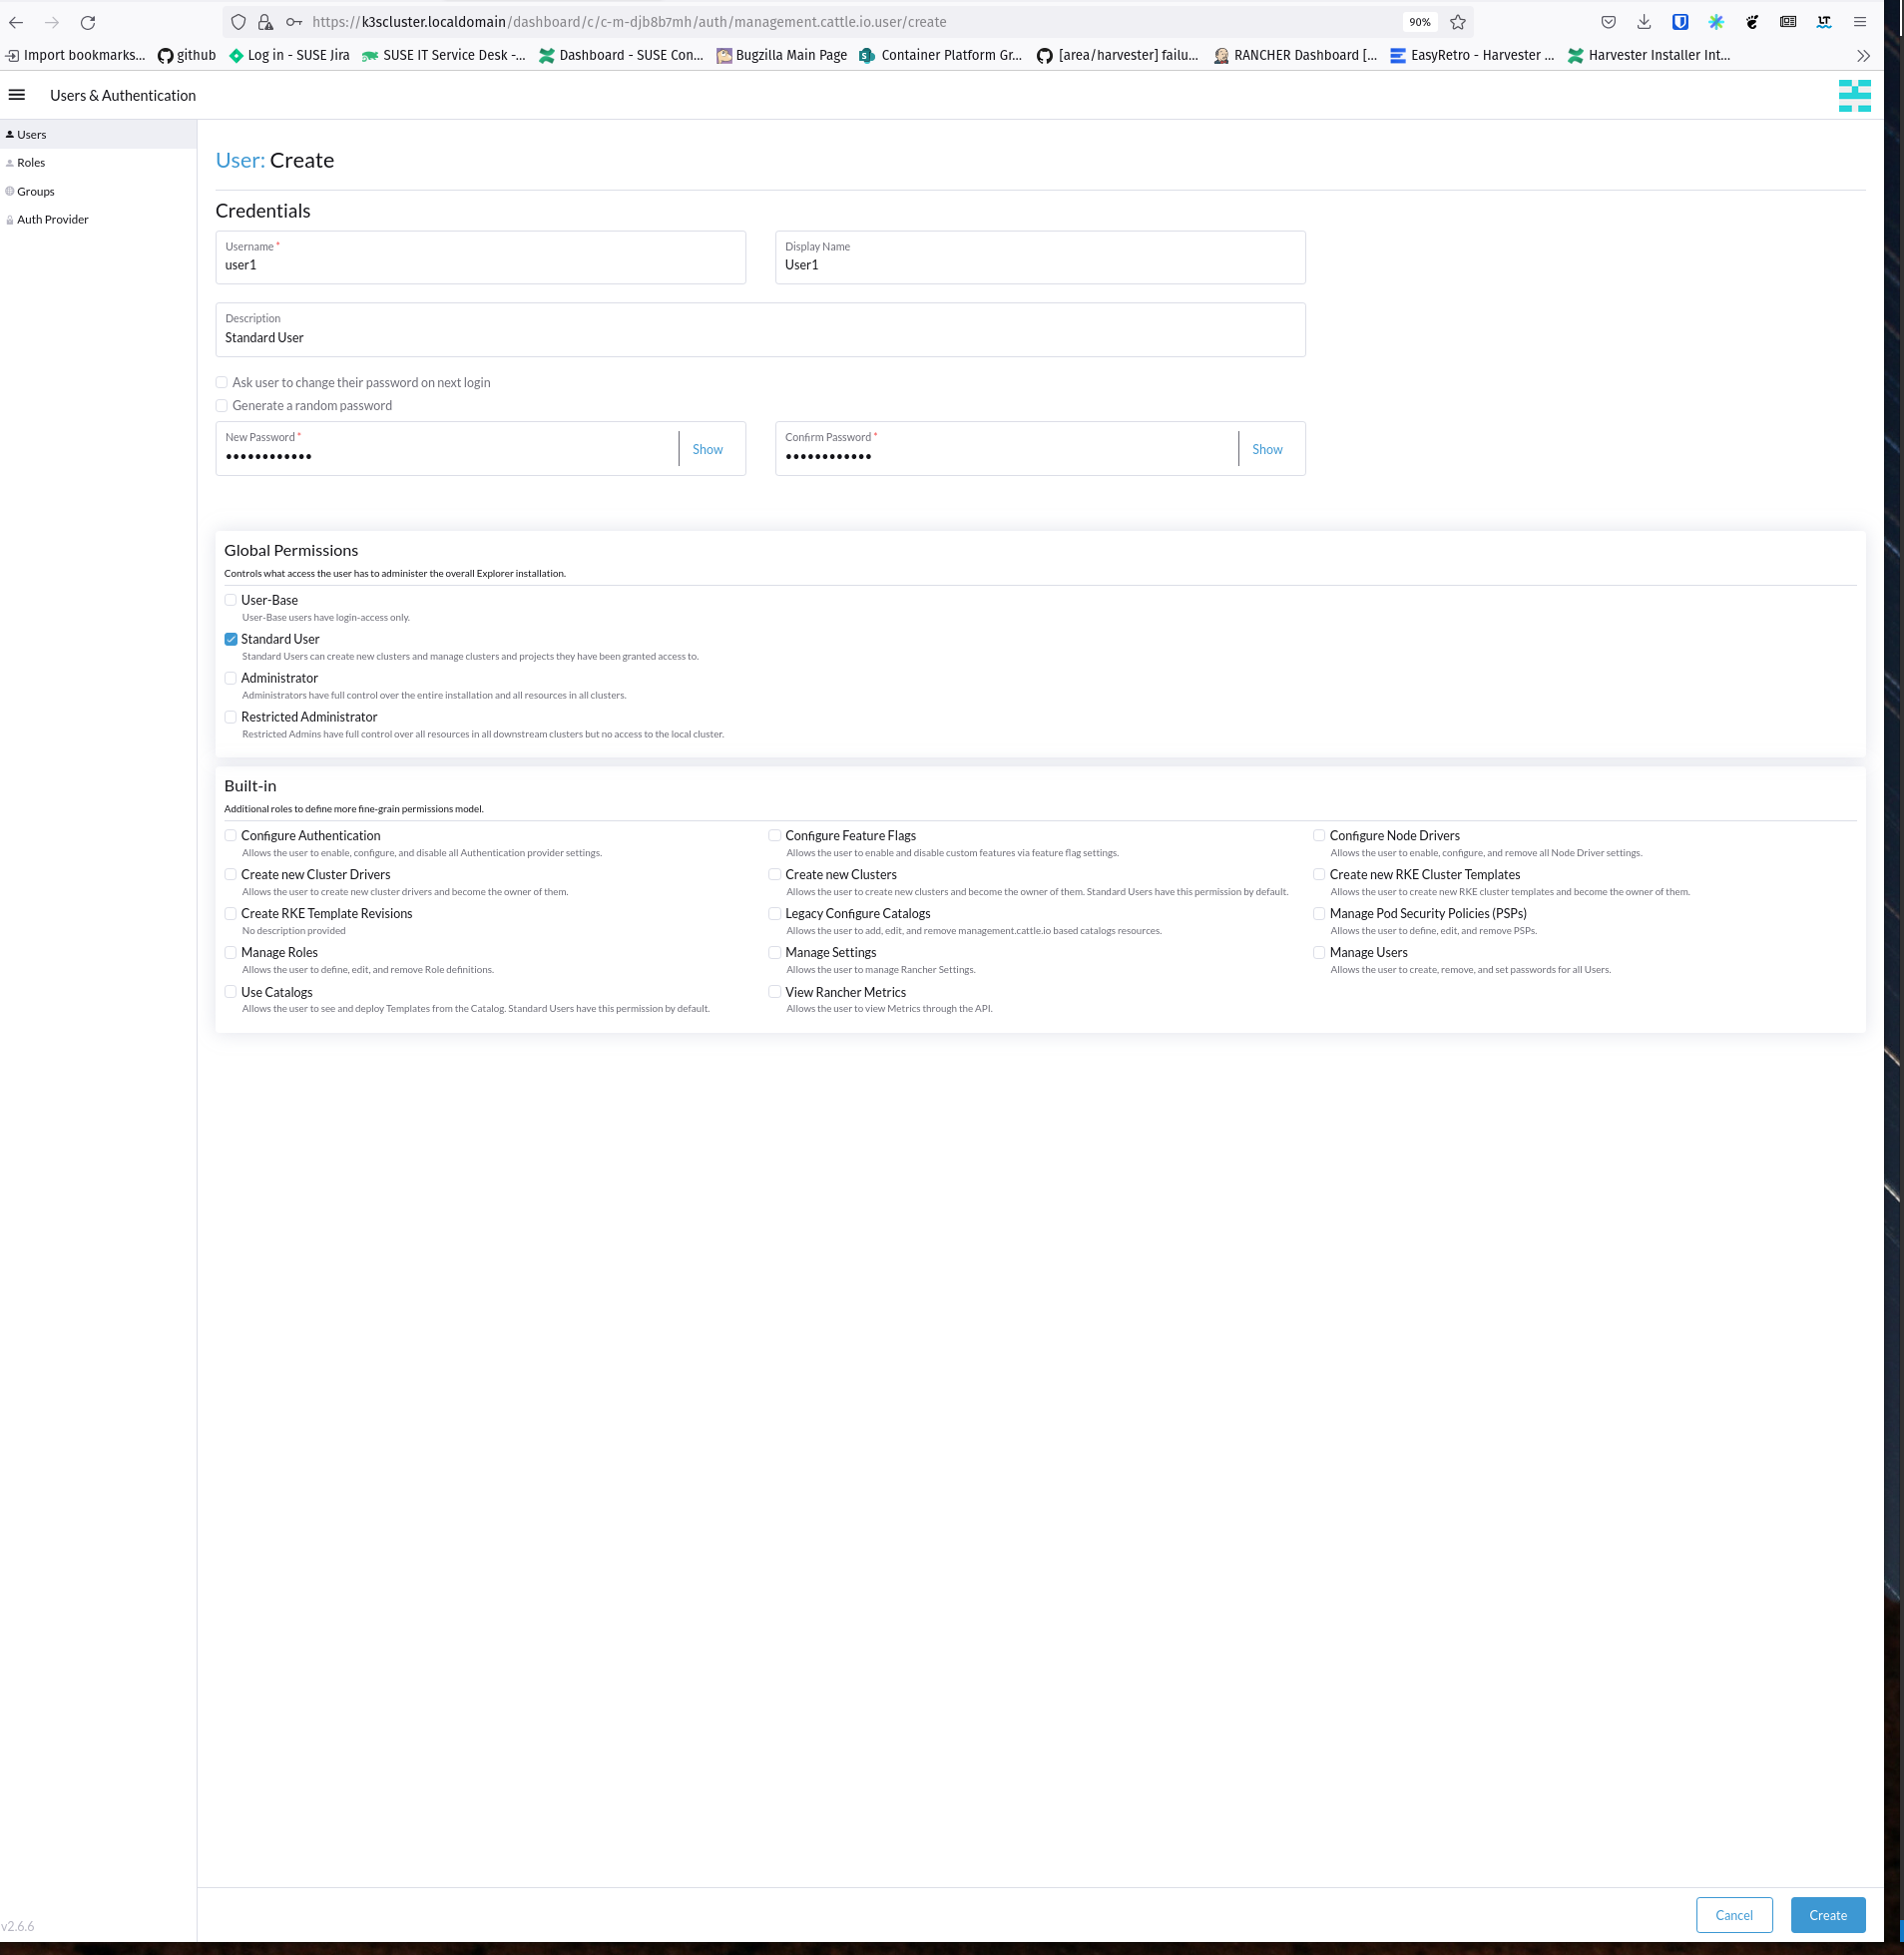 https://k3scluster.localdomain/dashboard/c/c-m-djb8b7mh/auth/management.cattle.io.user/create 90%
Import bookmarks... github Log in - SUSE Jira SUSE IT Service Desk -... Dashboard - SUSE Con... Bugzilla Main Page Container Platform Gr... [area/harvester] failu... RANCHER Dashboard [... EasyRetro - Harvester ... Harvester Installer Int...
Users & Authentication
Users
Roles
Groups
Auth Provider
User: Create
Credentials
Username * Display Name
user1 User1
Description
Standard User
Ask user to change their password on next login
Generate a random password
New Password * Show Confirm Password * Show
•••••••••••• ••••••••••••
Global Permissions
Controls what access the user has to administer the overall Explorer installation.
User-Base
User-Base users have login-access only.
Standard User
Standard Users can create new clusters and manage clusters and projects they have been granted access to.
Administrator
Administrators have full control over the entire installation and all resources in all clusters.
Restricted Administrator
Restricted Admins have full control over all resources in all downstream clusters but no access to the local cluster.
Built-in
Additional roles to define more fine-grain permissions model.
Configure Authentication Configure Feature Flags Configure Node Drivers
Allows the user to enable, configure, and disable all Authentication provider settings. Allows the user to enable and disable custom features via feature flag settings. Allows the user to enable, configure, and remove all Node Driver settings.
Create new Cluster Drivers Create new Clusters Create new RKE Cluster Templates
Allows the user to create new cluster drivers and become the owner of them. Allows the user to create new clusters and become the owner of them. Standard Users have this permission by default. Allows the user to create new RKE cluster templates and become the owner of them.
Create RKE Template Revisions Legacy Configure Catalogs Manage Pod Security Policies (PSPs)
No description provided Allows the user to add, edit, and remove management.cattle.io based catalogs resources. Allows the user to define, edit, and remove PSPs.
Manage Roles Manage Settings Manage Users
Allows the user to define, edit, and remove Role definitions. Allows the user to manage Rancher Settings. Allows the user to create, remove, and set passwords for all Users.
Use Catalogs View Rancher Metrics
Allows the user to see and deploy Templates from the Catalog. Standard Users have this permission by default. Allows the user to view Metrics through the API.
Cancel Create
v2.6.6